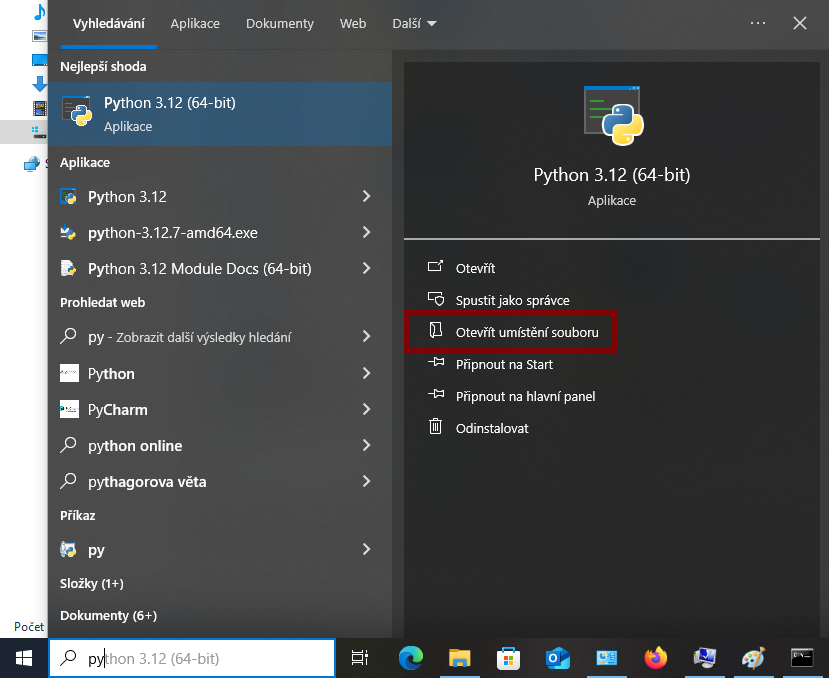 Vyhledávání Aplikace Dokumenty Web Další
Nejlepší shoda
Python 3.12 (64-bit)
Aplikace
Aplikace
Python 3.12
python-3.12.7-amd64.exe
Python 3.12 Module Docs (64-bit)
Prohledat web
py - Zobrazit další výsledky hledání
Python
PyCharm
python online
pythagorova věta
Příkaz
py
Složky (1+)
Dokumenty (6+)
Python 3.12 (64-bit)
Aplikace
Otevřít
Spustit jako správce
Otevřít umístění souboru
Připnout na Start
Připnout na hlavní panel
Odinstalovat
Počet
python 3.12 (64-bit)